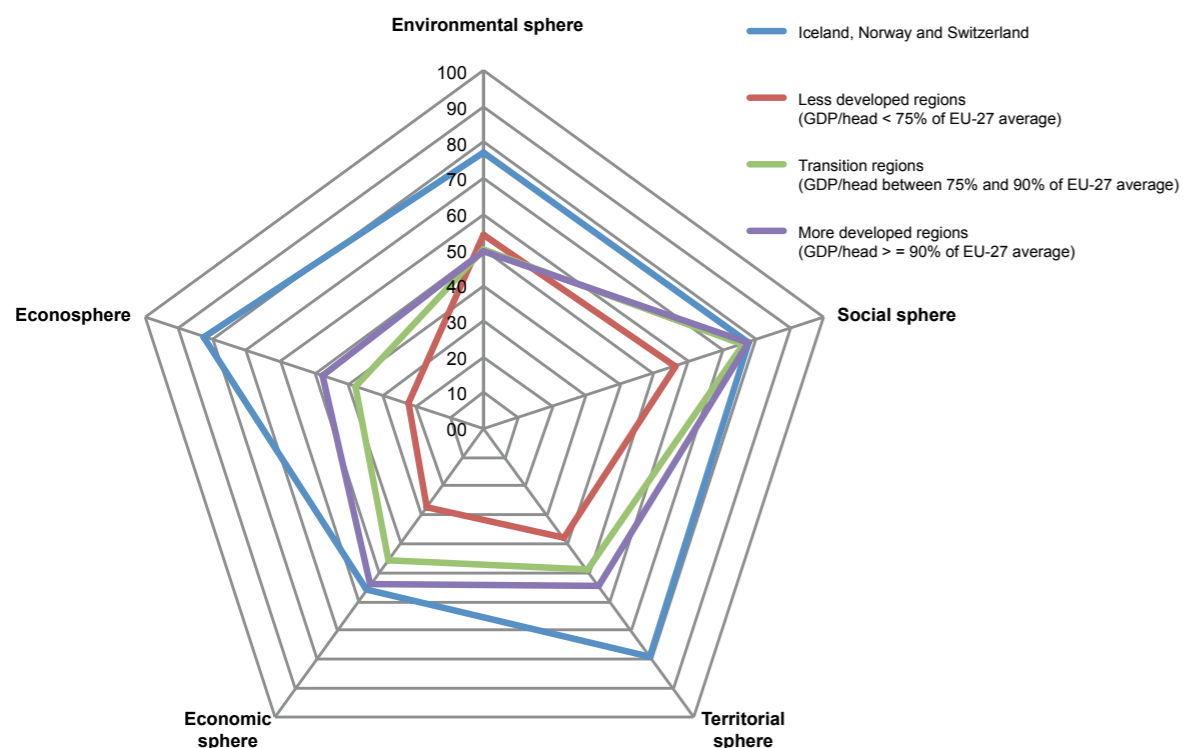 Environmental sphere
Iceland, Norway and Switzerland
Less developed regions
(GDP/head < 75% of EU-27 average)
Transition regions
(GDP/head between 75% and 90% of EU-27 average)
More developed regions
(GDP/head > = 90% of EU-27 average)
100
90
80
70
60
50
40
30
20
10
00
Econosphere
Social sphere
Economic
sphere
Territorial
sphere